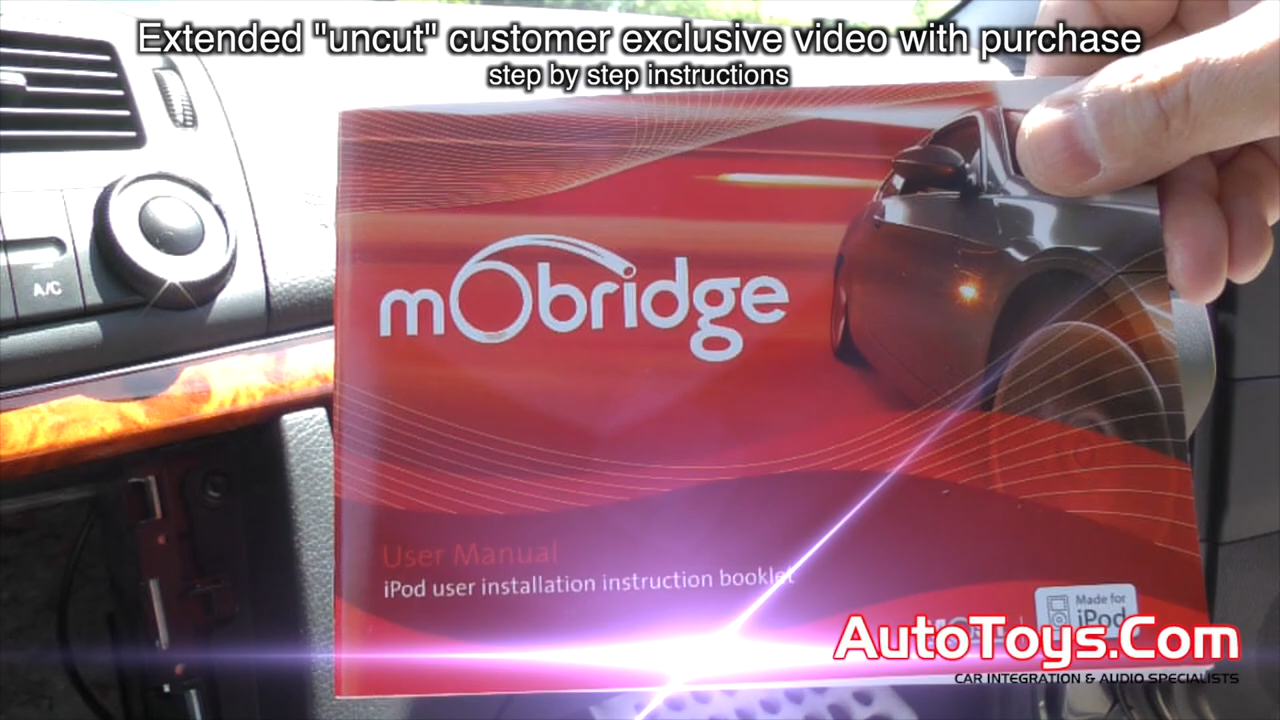 Extended "uncut" customer exclusive video with purchase
step by step instructions
A/C
mObridge
User Manual
iPod user installation instruction booklet
Made for
iPod
AutoToys.Com
CAR INTEGRATION & AUDIO SPECIALISTS